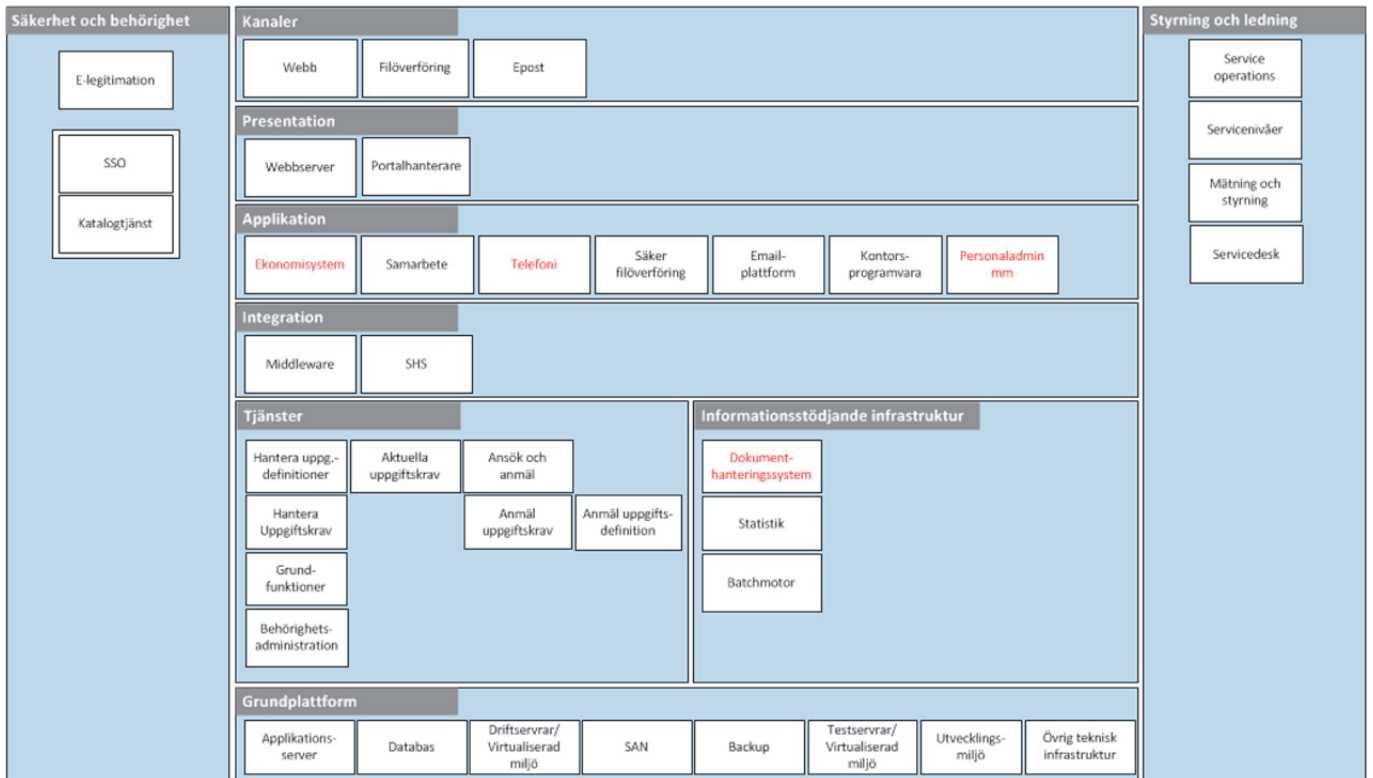 Säkerhet och behörighet
E-legitimation
SSO
Katalogtjänst
Kanaler
Webb
Filöverföring
Epost
Presentation
Webbserver
Portalhanterare
Applikation
Ekonomisystem
Samarbete
Telefoni
Säker
filöverföring
Email-
plattform
Kontors-
programvara
Personaladmin
mm
Integration
Middleware
SHS
Tjänster
Hantera uppg.-
definitioner
Aktuella
uppgiftskrav
Ansök och
anmäl
Hantera
Uppgiftskrav
Anmäl
uppgiftskrav
Anmäl uppgifts-
definition
Grund-
funktioner
Behörighets-
administration
Informationsstödjande infrastruktur
Dokument-
hanteringssystem
Statistik
Batchmotor
Grundplattform
Applikations-
server
Databas
Driftservrar/
Virtualiserad
miljö
SAN
Backup
Testservrar/
Virtualiserad
miljö
Utvecklings-
miljö
Övrig teknisk
infrastruktur
Styrning och ledning
Service
operations
Servicenivåer
Mätning och
styrning
Servicedesk